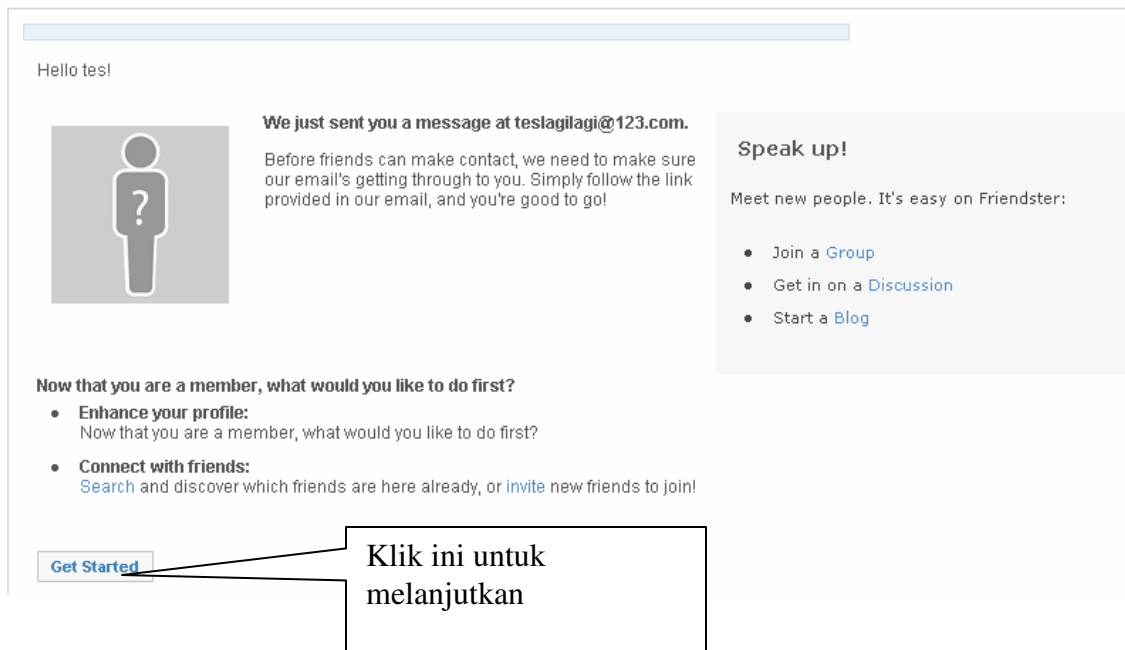 Hello tes!
We just sent you a message at teslagilagi@123.com.
Before friends can make contact, we need to make sure
our email's getting through to you. Simply follow the link
provided in our email, and you're good to go!
?
Speak up!
Meet new people. It's easy on Friendster:
● Join a Group
● Get in on a Discussion
● Start a Blog
Now that you are a member, what would you like to do first?
● Enhance your profile:
Now that you are a member, what would you like to do first?
● Connect with friends:
Search and discover which friends are here already, or invite new friends to join!
Get Started
Klik ini untuk
melanjutkan